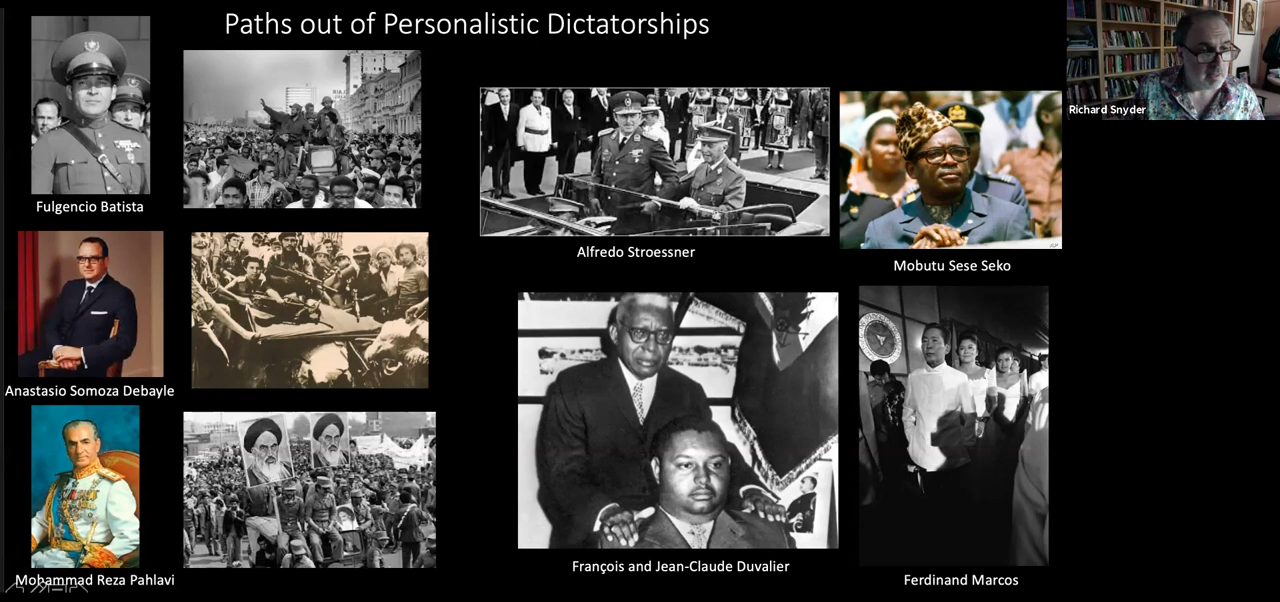 Paths out of Personalistic Dictatorships
Richard Snyder
Fulgencio Batista
Alfredo Stroessner
Mobutu Sese Seko
Anastasio Somoza Debayle
François and Jean-Claude Duvalier
Mohammad Reza Pahlavi
Ferdinand Marcos